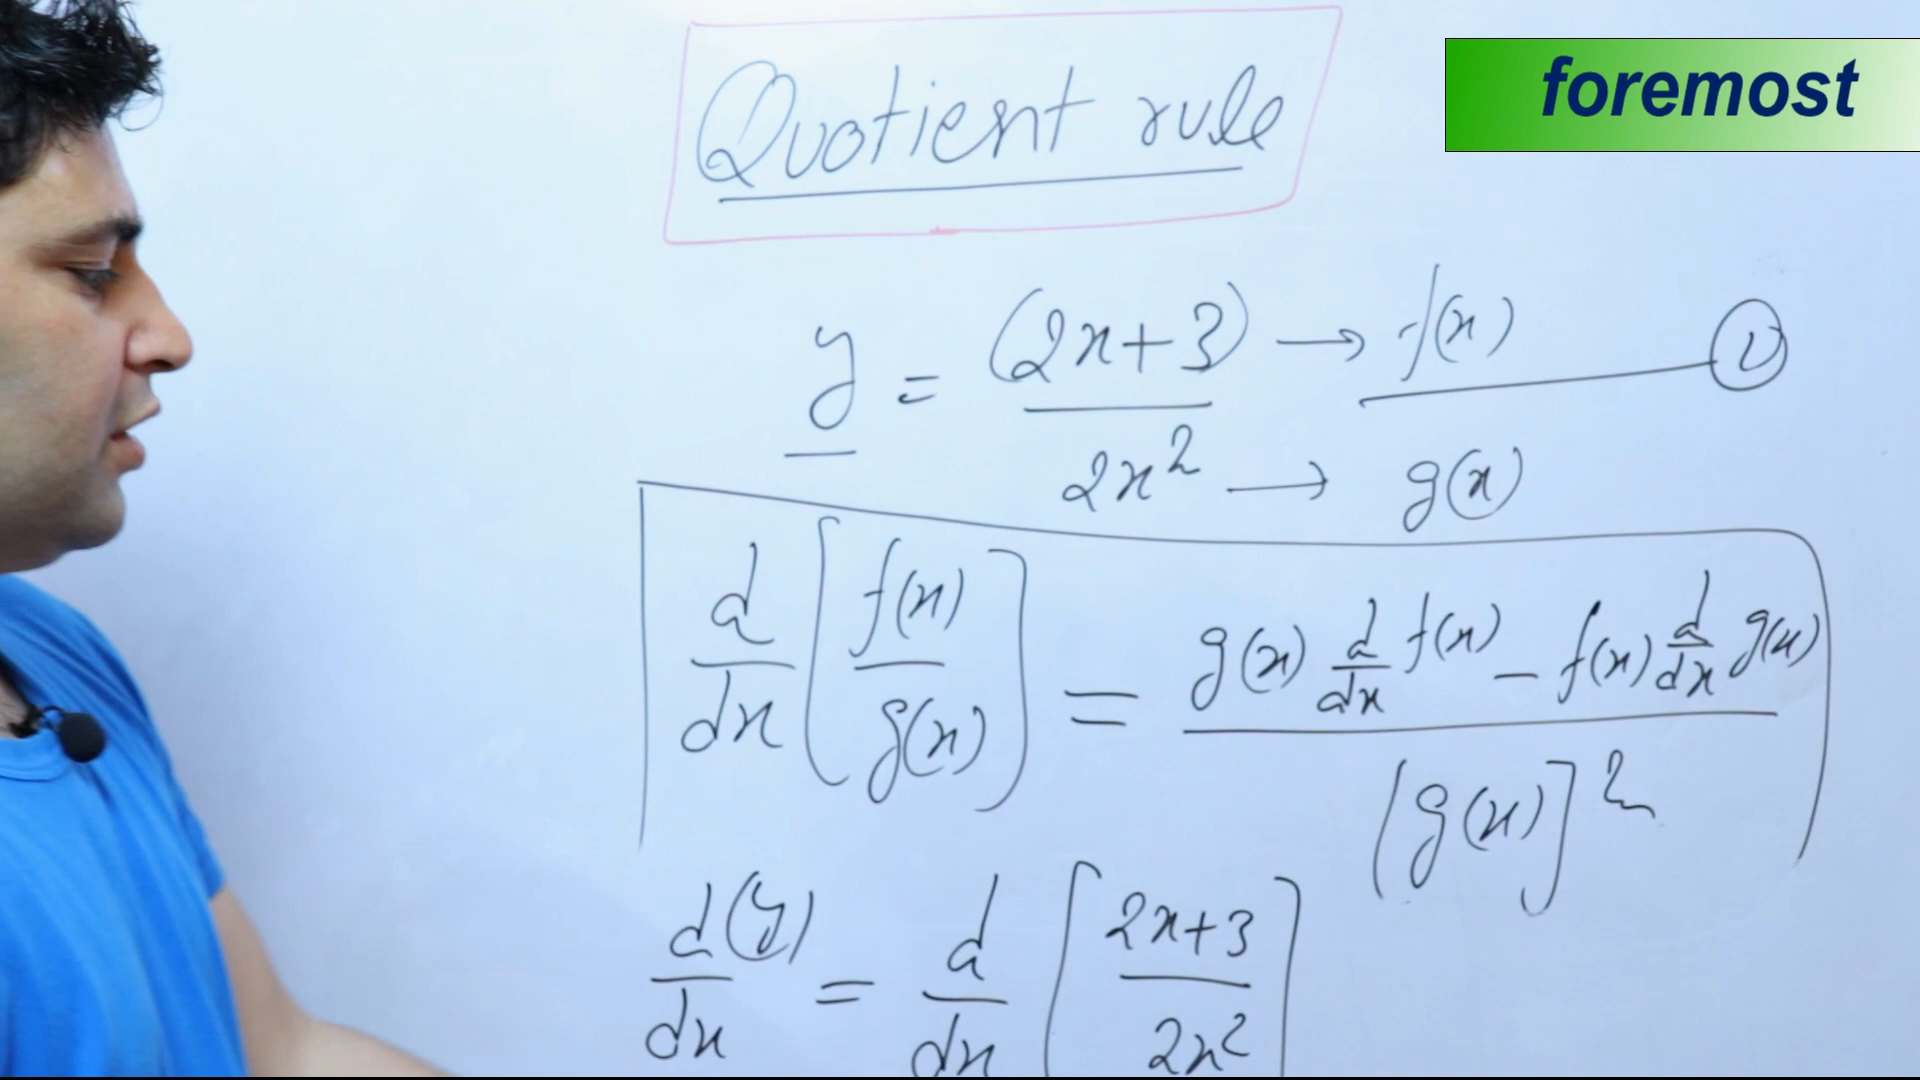 foremost
Quotient rule
y = (2x+3) → f(x) ①
2x² → g(x)
d/dx [f(x)/g(x)] = g(x) d/dx f(x) - f(x) d/dx g(x) / [g(x)]²
d(y)/dx = d/dx [2x+3/2x²]